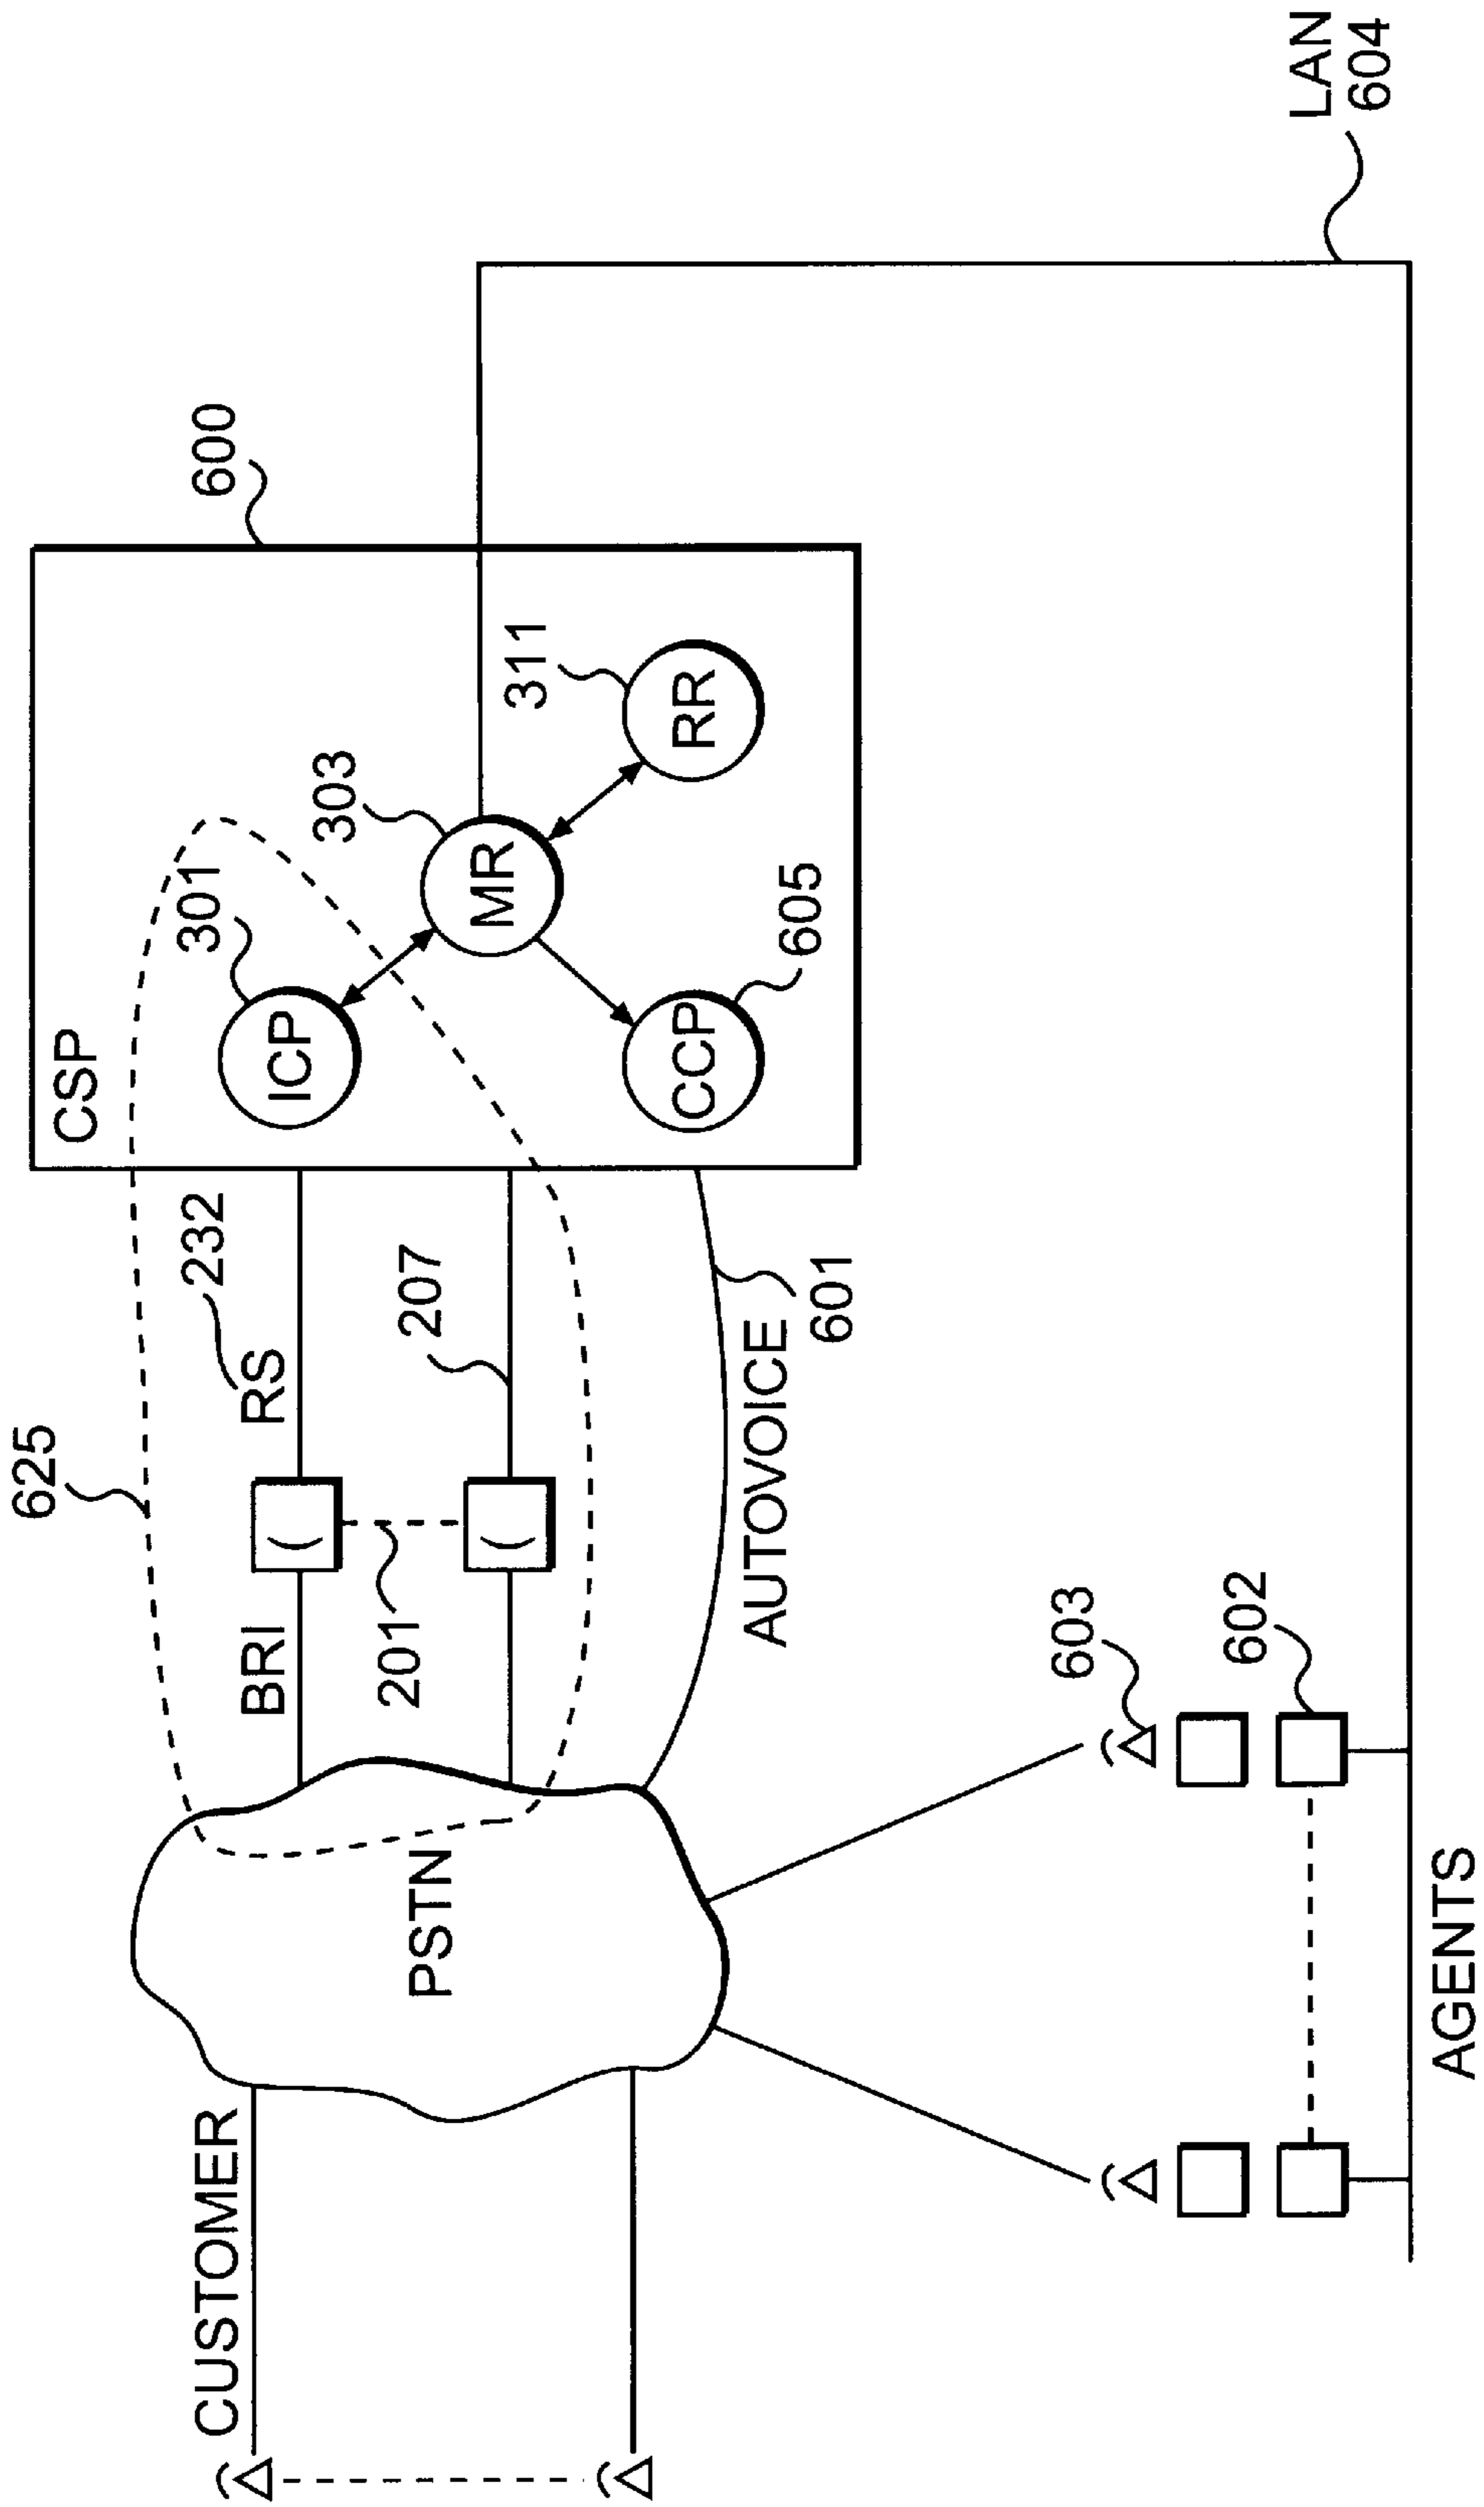 625
CSP
600
CUSTOMER
BRI
RS
232
301
303
ICP
201
207
PSTN
MR
311
CCP
RR
AUTOVOICE
601
605
603
602
LAN
604
AGENTS